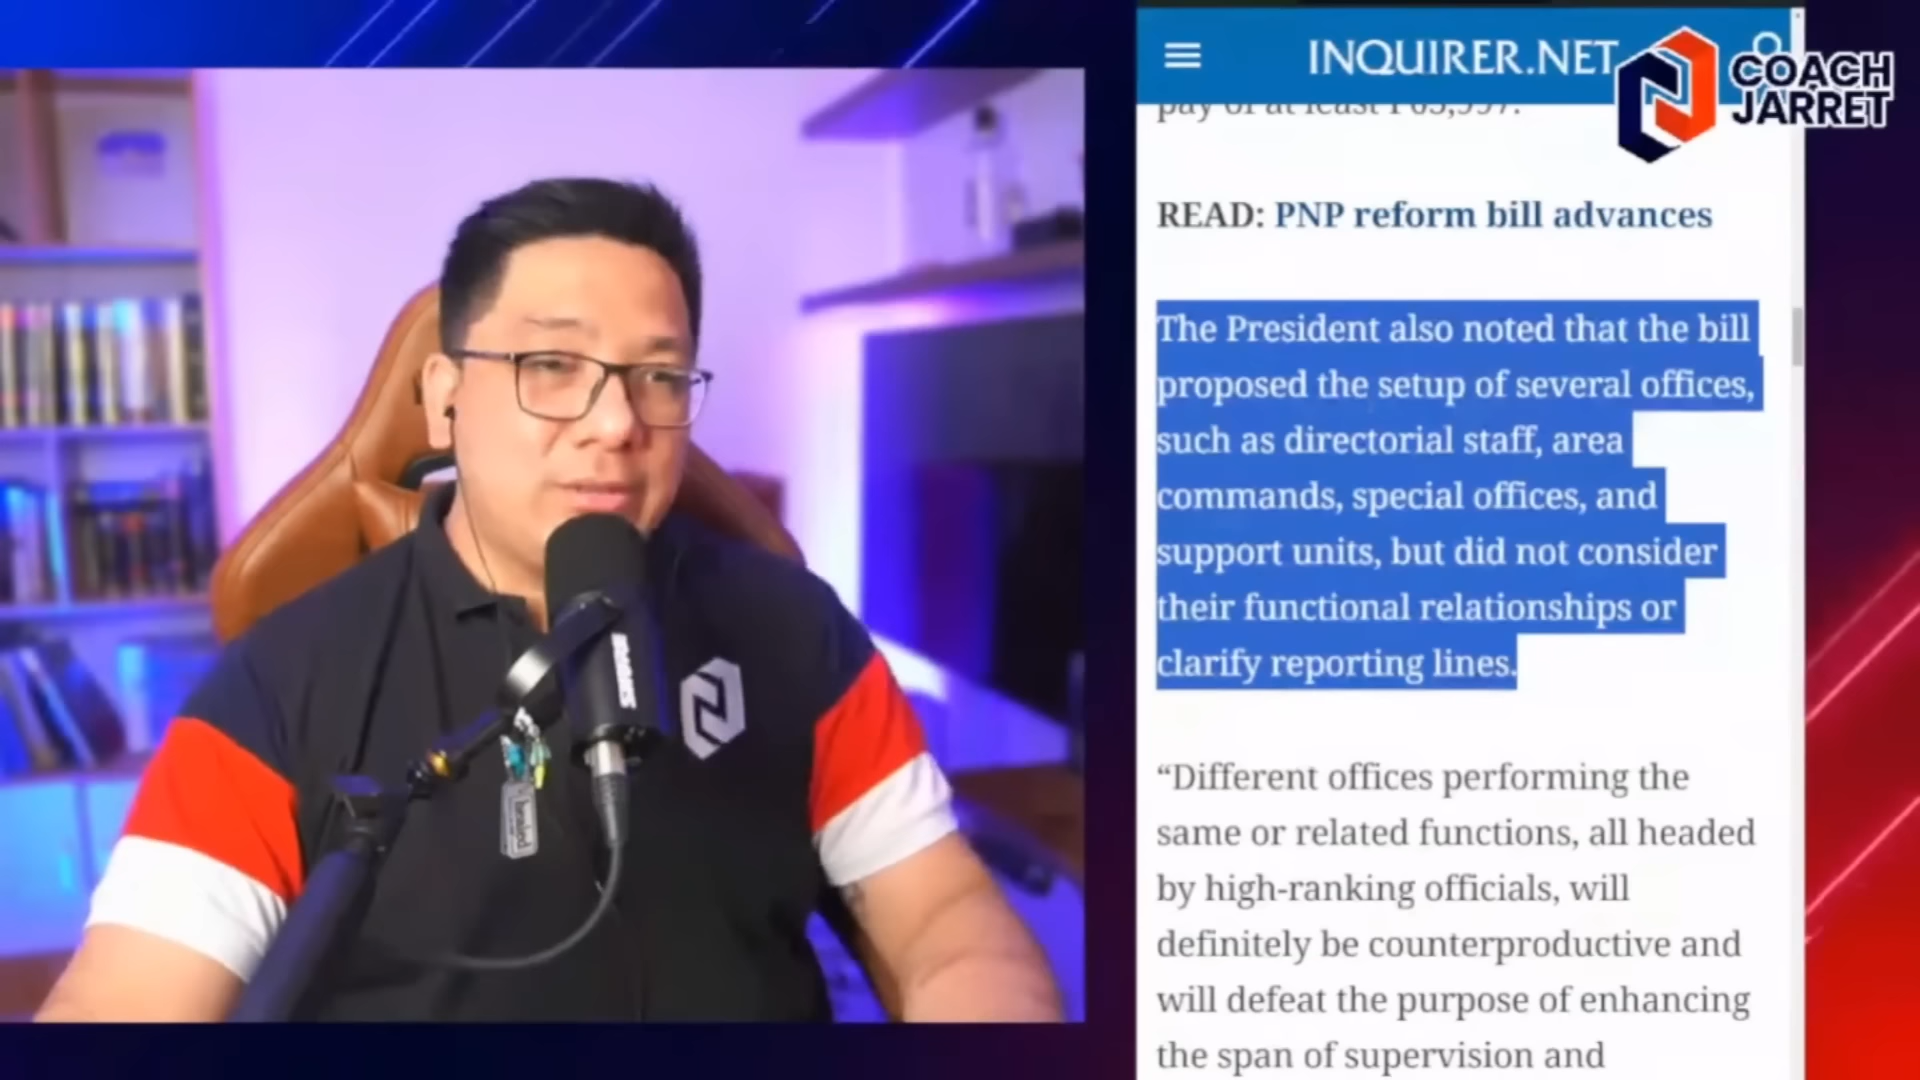 INQUIRER.NET
COACH
JARRET
READ: PNP reform bill advances
The President also noted that the bill
proposed the setup of several offices,
such as directorial staff, area
commands, special offices, and
support units, but did not consider
their functional relationships or
clarify reporting lines.
“Different offices performing the
same or related functions, all headed
by high-ranking officials, will
definitely be counterproductive and
will defeat the purpose of enhancing
the span of supervision and